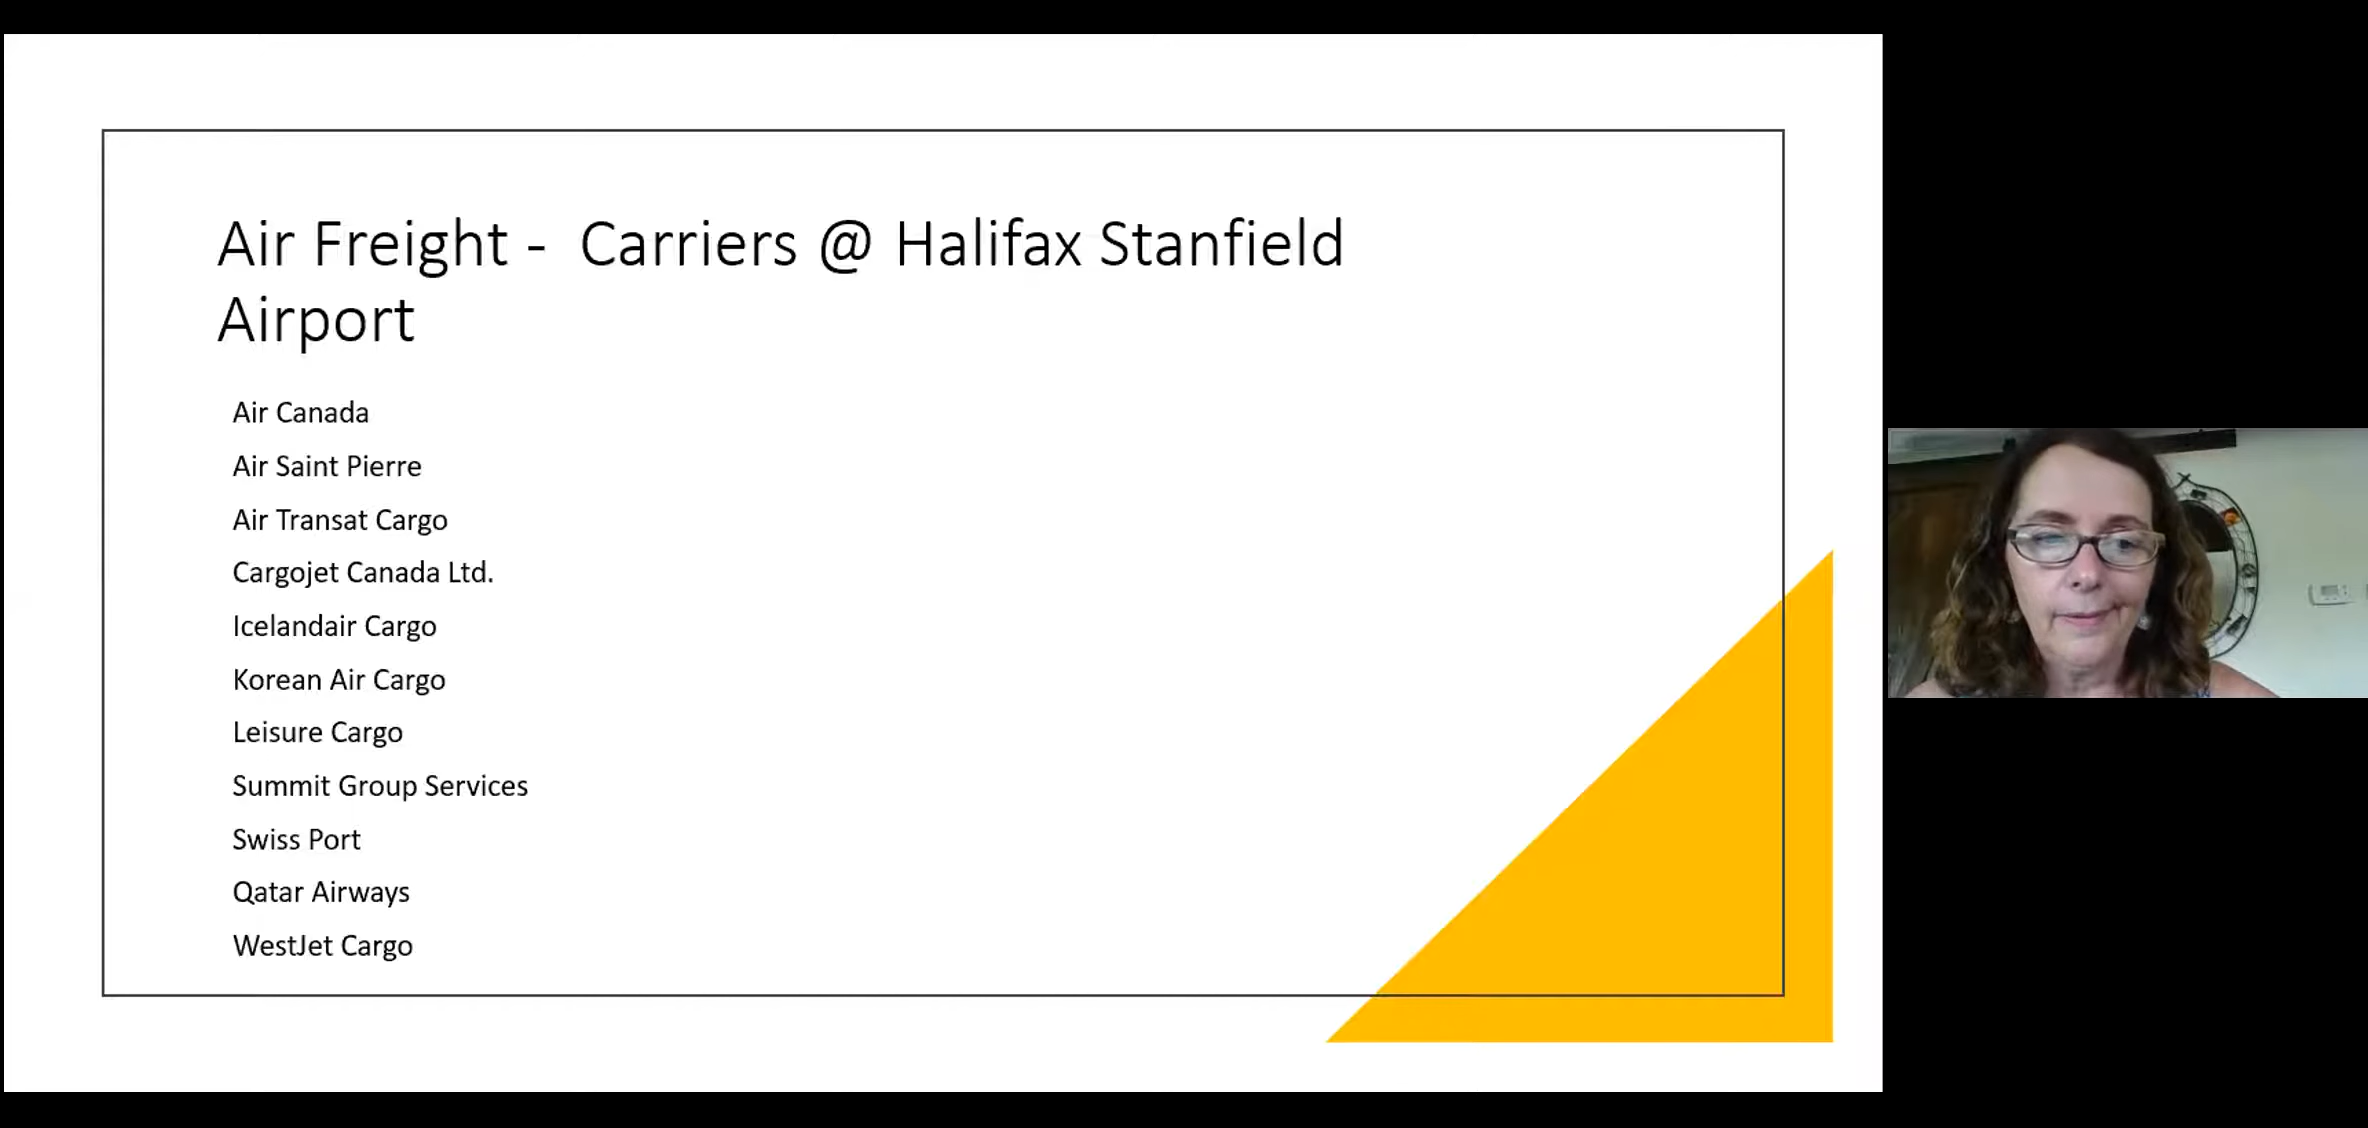 Air Freight -  Carriers @ Halifax Stanfield
Airport
Air Canada
Air Saint Pierre
Air Transat Cargo
Cargojet Canada Ltd.
Icelandair Cargo
Korean Air Cargo
Leisure Cargo
Summit Group Services
Swiss Port
Qatar Airways
WestJet Cargo